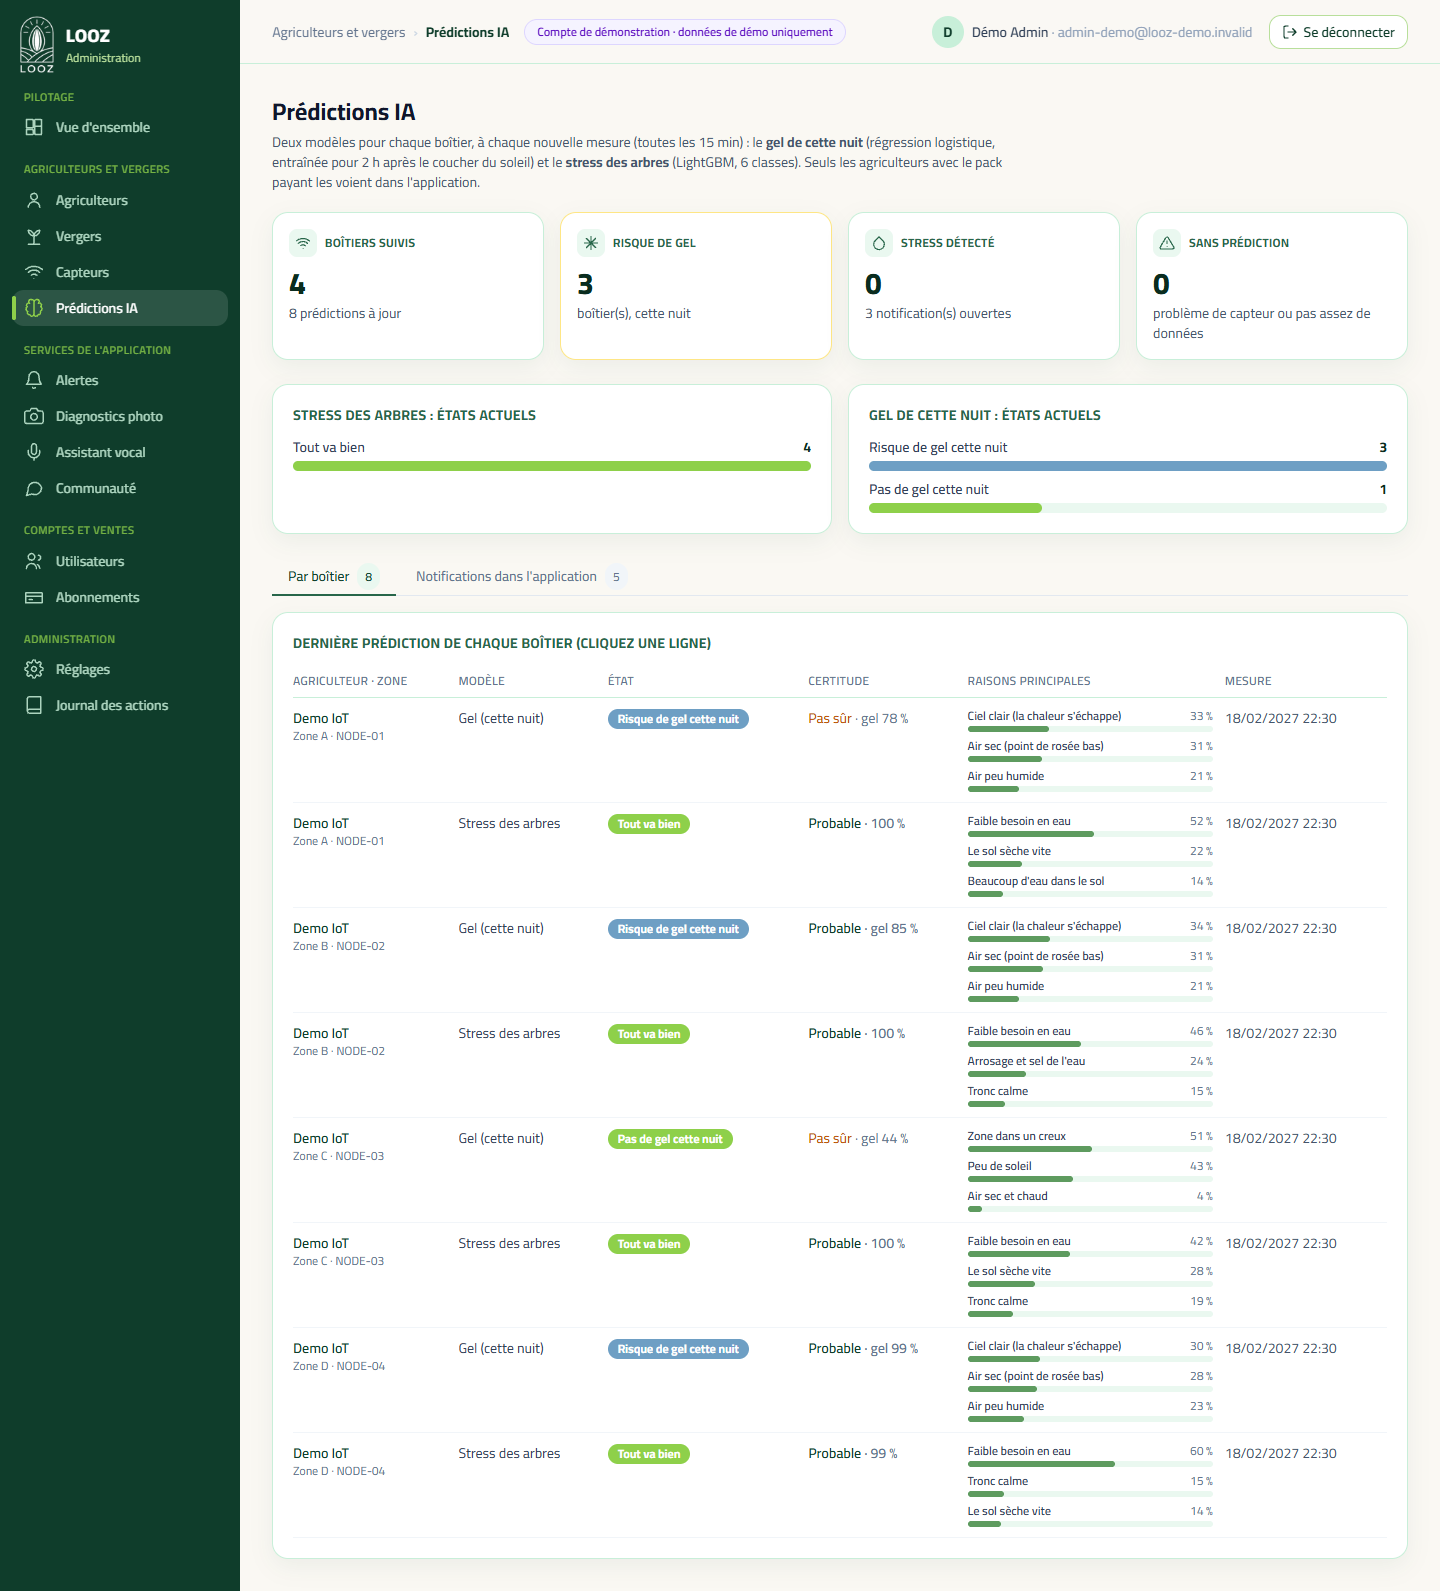 LOOZ
LOOZ
Administration
PILOTAGE
Vue d'ensemble
AGRICULTEURS ET VERGERS
Agriculteurs
Vergers
Capteurs
Prédictions IA
SERVICES DE L'APPLICATION
Alertes
Diagnostics photo
Assistant vocal
Communauté
COMPTES ET VENTES
Utilisateurs
Abonnements
ADMINISTRATION
Réglages
Journal des actions
Agriculteurs et vergers › Prédictions IA
Compte de démonstration · données de démo uniquement
D
Démo Admin · admin-demo@looz-demo.invalid
Se déconnecter
Prédictions IA
Deux modèles pour chaque boîtier, à chaque nouvelle mesure (toutes les 15 min) : le gel de cette nuit (régression logistique,
entraînée pour 2 h après le coucher du soleil) et le stress des arbres (LightGBM, 6 classes). Seuls les agriculteurs avec le pack
payant les voient dans l'application.
BOÎTIERS SUIVIS
4
8 prédictions à jour
RISQUE DE GEL
3
boîtier(s), cette nuit
STRESS DÉTECTÉ
0
3 notification(s) ouvertes
SANS PRÉDICTION
0
problème de capteur ou pas assez de
données
STRESS DES ARBRES : ÉTATS ACTUELS
Tout va bien 4
GEL DE CETTE NUIT : ÉTATS ACTUELS
Risque de gel cette nuit 3
Pas de gel cette nuit 1
Par boîtier 8
Notifications dans l'application 5
DERNIÈRE PRÉDICTION DE CHAQUE BOÎTIER (CLIQUEZ UNE LIGNE)
AGRICULTEUR · ZONE MODÈLE ÉTAT CERTITUDE RAISONS PRINCIPALES MESURE
Demo IoT Gel (cette nuit) Risque de gel cette nuit Pas sûr · gel 78 % Ciel clair (la chaleur s'échappe) 33 % 18/02/2027 22:30
Zone A · NODE-01
Air sec (point de rosée bas) 31 %
Air peu humide 21 %
Demo IoT Stress des arbres Tout va bien Probable · 100 % Faible besoin en eau 52 % 18/02/2027 22:30
Zone A · NODE-01
Le sol sèche vite 22 %
Beaucoup d'eau dans le sol 14 %
Demo IoT Gel (cette nuit) Risque de gel cette nuit Probable · gel 85 % Ciel clair (la chaleur s'échappe) 34 % 18/02/2027 22:30
Zone B · NODE-02
Air sec (point de rosée bas) 31 %
Air peu humide 21 %
Demo IoT Stress des arbres Tout va bien Probable · 100 % Faible besoin en eau 46 % 18/02/2027 22:30
Zone B · NODE-02
Arrosage et sel de l'eau 24 %
Tronc calme 15 %
Demo IoT Gel (cette nuit) Pas de gel cette nuit Pas sûr · gel 44 % Zone dans un creux 51 % 18/02/2027 22:30
Zone C · NODE-03
Peu de soleil 43 %
Air sec et chaud 4 %
Demo IoT Stress des arbres Tout va bien Probable · 100 % Faible besoin en eau 42 % 18/02/2027 22:30
Zone C · NODE-03
Le sol sèche vite 28 %
Tronc calme 19 %
Demo IoT Gel (cette nuit) Risque de gel cette nuit Probable · gel 99 % Ciel clair (la chaleur s'échappe) 30 % 18/02/2027 22:30
Zone D · NODE-04
Air sec (point de rosée bas) 28 %
Air peu humide 23 %
Demo IoT Stress des arbres Tout va bien Probable · 99 % Faible besoin en eau 60 % 18/02/2027 22:30
Zone D · NODE-04
Tronc calme 15 %
Le sol sèche vite 14 %